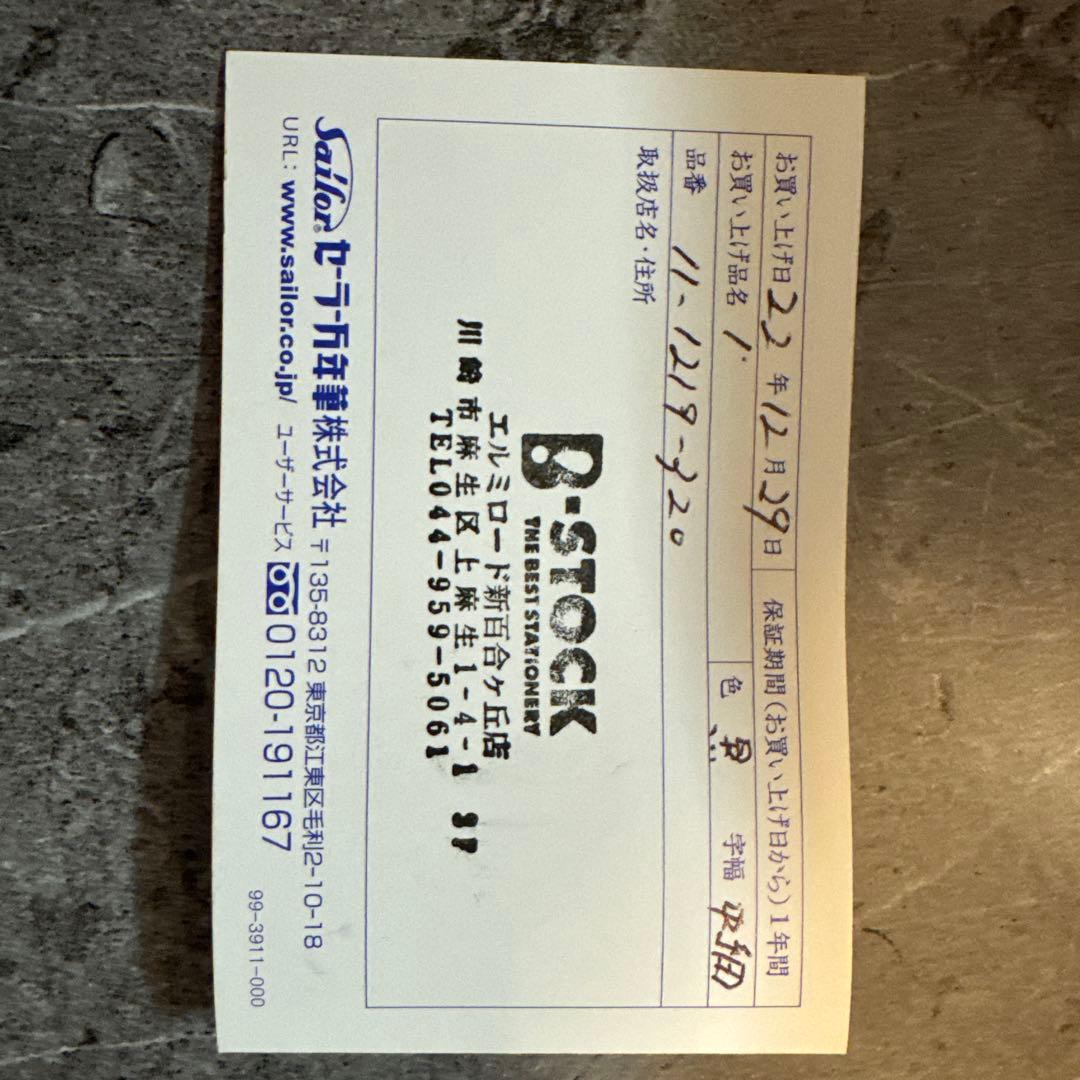 お買い上げ日 22年12月29日 保証期間(お買い上げ日から)1年間
お買い上げ品名 色 黒 字幅 中細
品番 11-1219-320
取扱店名・住所
B-STOCK
THE BEST STATiONERY
エルミロード新百合ヶ丘店
川崎市麻生区上麻生1-4-1 3F
TEL044-959-5061
Sailor® セーラー万年筆株式会社 〒135-8312 東京都江東区毛利2-10-18
URL: www.sailor.co.jp/ ユーザーサービス 0120-191167
99-3911-000